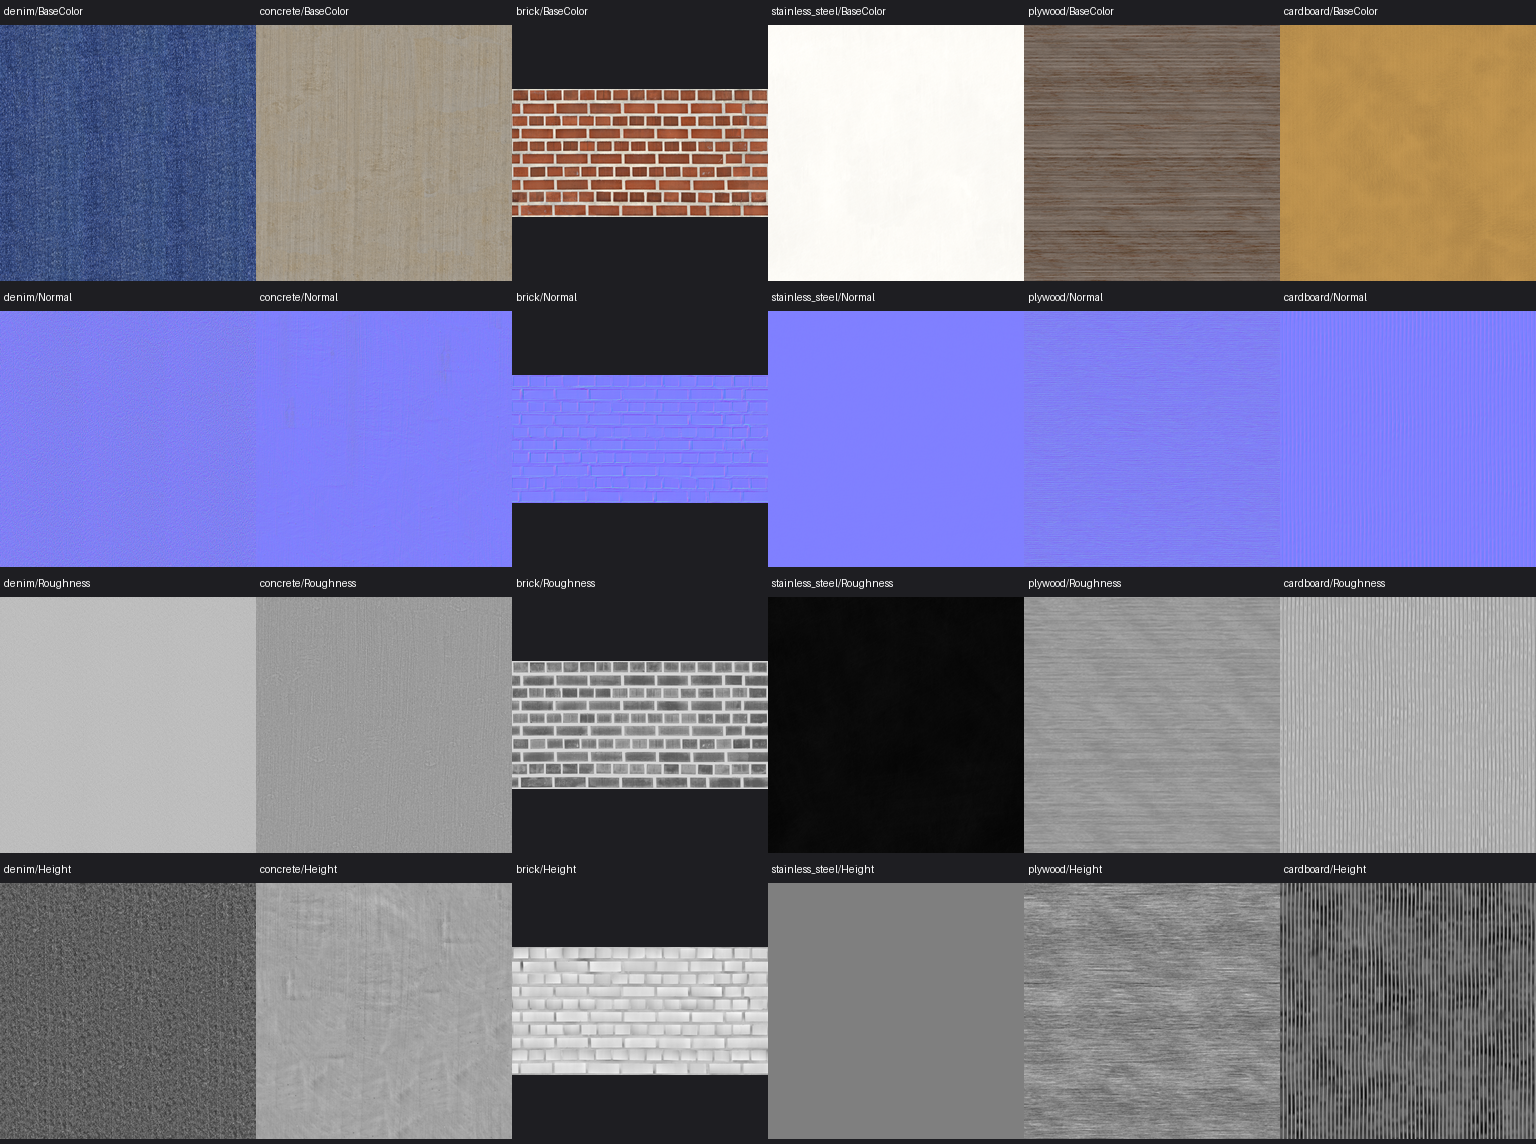 denim/BaseColor
concrete/BaseColor
brick/BaseColor
stainless_steel/BaseColor
plywood/BaseColor
cardboard/BaseColor
denim/Normal
concrete/Normal
brick/Normal
stainless_steel/Normal
plywood/Normal
cardboard/Normal
denim/Roughness
concrete/Roughness
brick/Roughness
stainless_steel/Roughness
plywood/Roughness
cardboard/Roughness
denim/Height
concrete/Height
brick/Height
stainless_steel/Height
plywood/Height
cardboard/Height